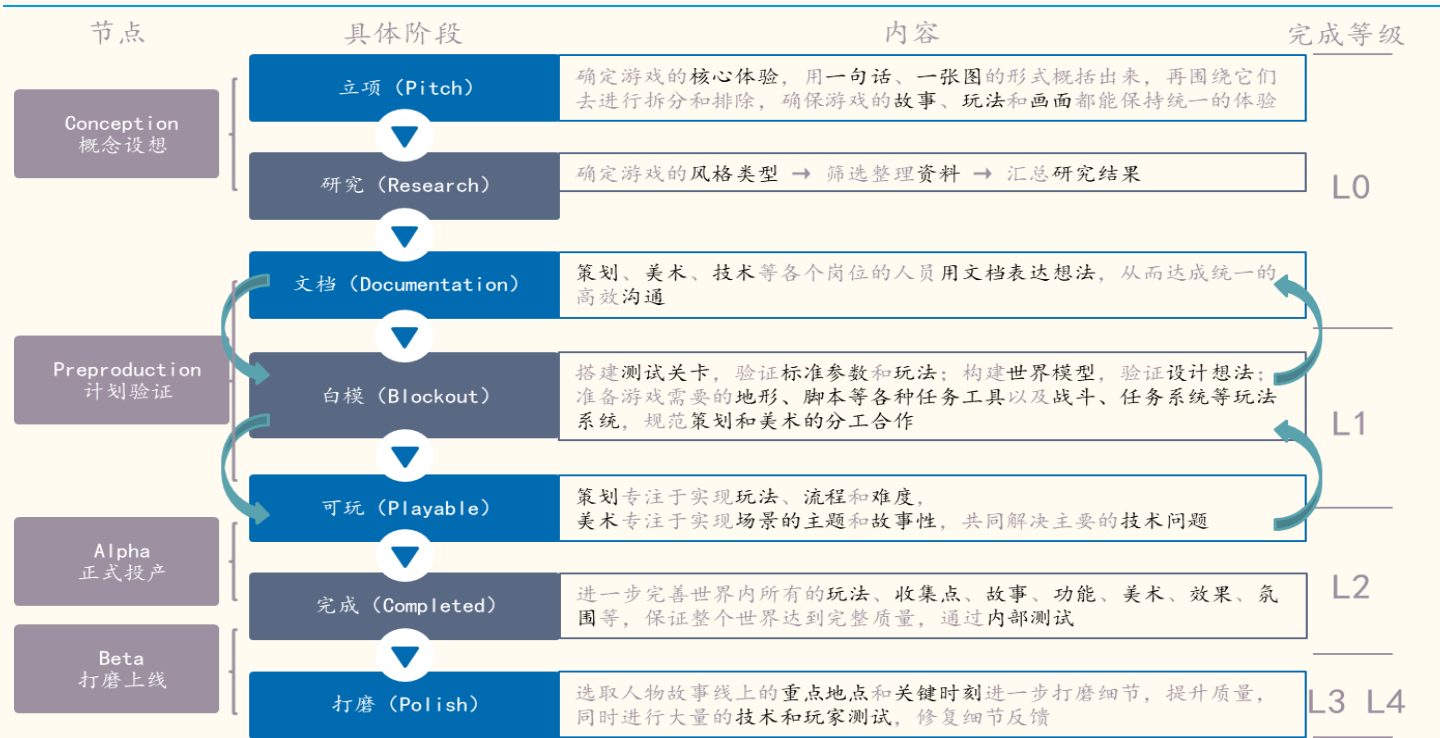 节点
具体阶段
内容
完成等级
Conception
概念设想
立项（Pitch）
确定游戏的核心体验，用一句话、一张图的形式概括出来，再围绕它们
去进行拆分和排除，确保游戏的故事、玩法和画面都能保持统一的体验
研究（Research）
确定游戏的风格类型 → 筛选整理资料 → 汇总研究结果
L0
Preproduction
计划验证
文档（Documentation）
策划、美术、技术等各个岗位的人员用文档表达想法，从而达成统一的
高效沟通
白模（Blockout）
搭建测试关卡，验证标准参数和玩法；构建世界模型，验证设计想法；
准备游戏需要的地形、脚本等各种任务工具以及战斗、任务系统等玩法
系统，规范策划和美术的分工合作
L1
可玩（Playable）
策划专注于实现玩法、流程和难度，
美术专注于实现场景的主题和故事性，共同解决主要的技术问题
Alpha
正式投产
完成（Completed）
进一步完善世界内所有的玩法、收集点、故事、功能、美术、效果、氛
围等，保证整个世界达到完整质量，通过内部测试
L2
Beta
打磨上线
打磨（Polish）
选取人物故事线上的重点地点和关键时刻进一步打磨细节，提升质量，
同时进行大量的技术和玩家测试，修复细节反馈
L3 L4